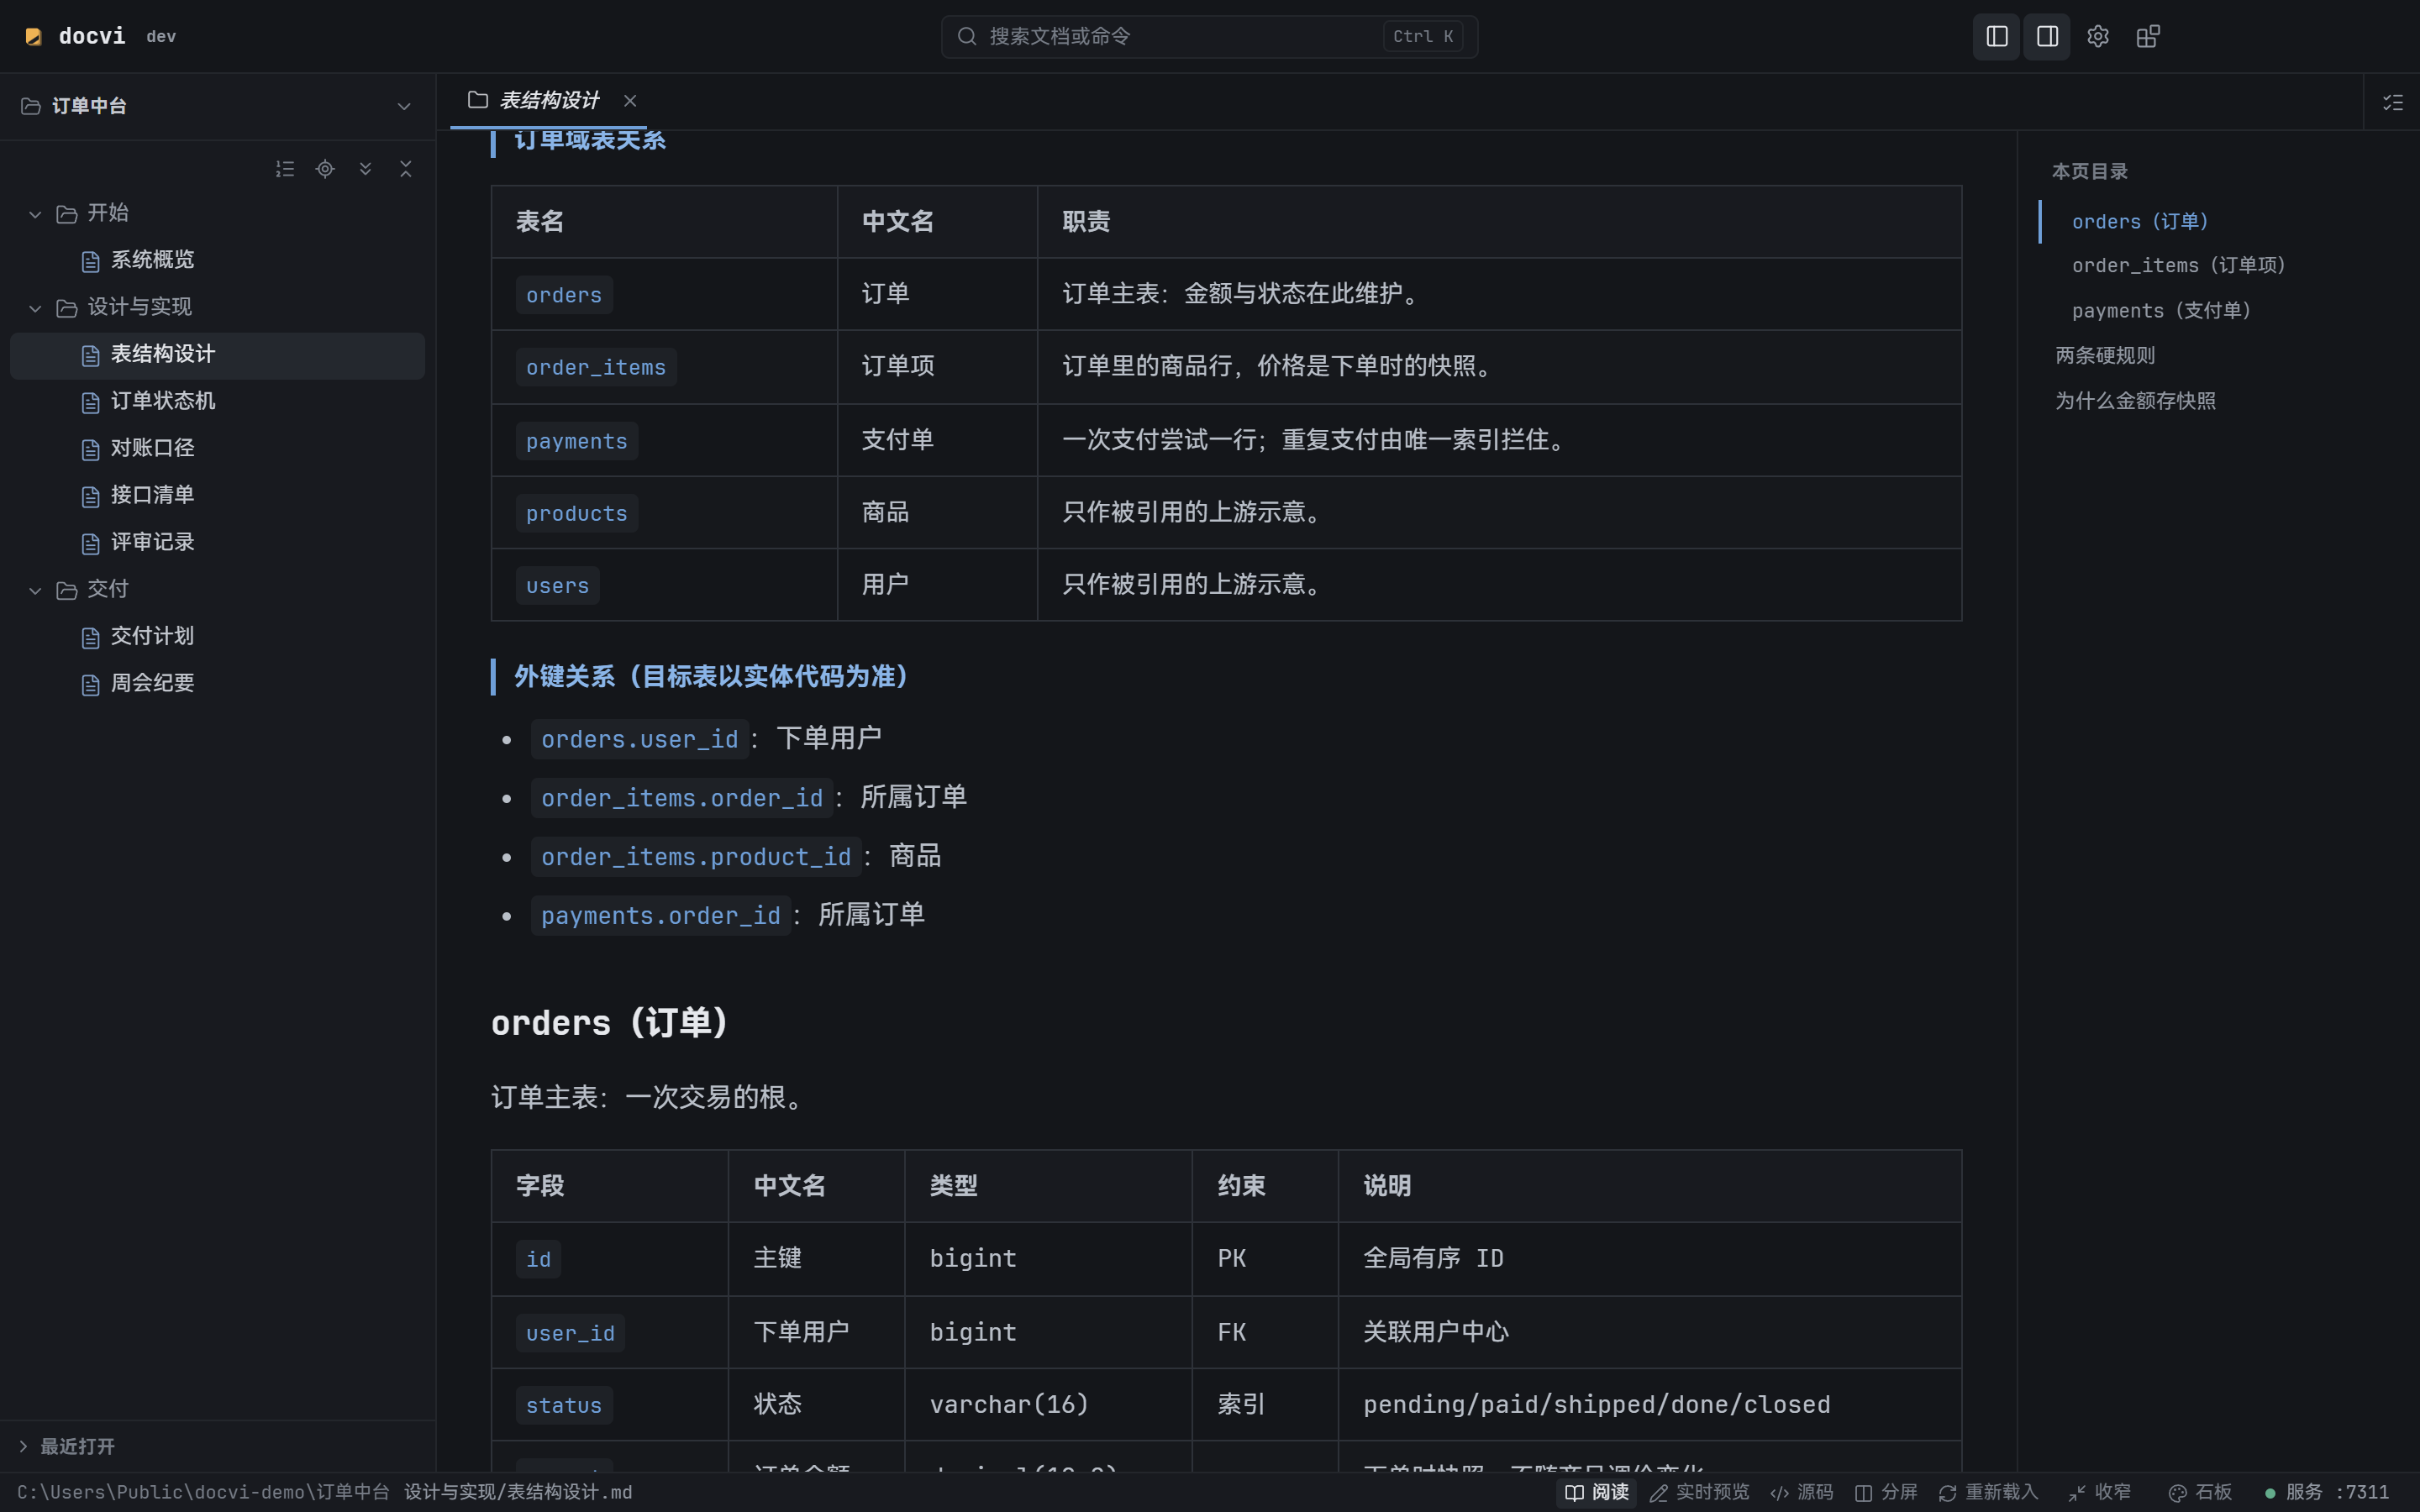 docvi dev
搜索文档或命令 Ctrl K
订单中台
开始
系统概览
设计与实现
表结构设计
订单状态机
对账口径
接口清单
评审记录
交付
交付计划
周会纪要
最近打开
表结构设计
订单域表关系
表名 中文名 职责
orders 订单 订单主表：金额与状态在此维护。
order_items 订单项 订单里的商品行，价格是下单时的快照。
payments 支付单 一次支付尝试一行；重复支付由唯一索引拦住。
products 商品 只作被引用的上游示意。
users 用户 只作被引用的上游示意。
外键关系（目标表以实体代码为准）
orders.user_id：下单用户
order_items.order_id：所属订单
order_items.product_id：商品
payments.order_id：所属订单
orders（订单）
订单主表：一次交易的根。
字段 中文名 类型 约束 说明
id 主键 bigint PK 全局有序 ID
user_id 下单用户 bigint FK 关联用户中心
status 状态 varchar(16) 索引 pending/paid/shipped/done/closed
本页目录
orders（订单）
order_items（订单项）
payments（支付单）
两条硬规则
为什么金额存快照
C:\Users\Public\docvi-demo\订单中台 设计与实现/表结构设计.md
阅读 实时预览 源码 分屏 重新载入 收窄 石板 服务 :7311